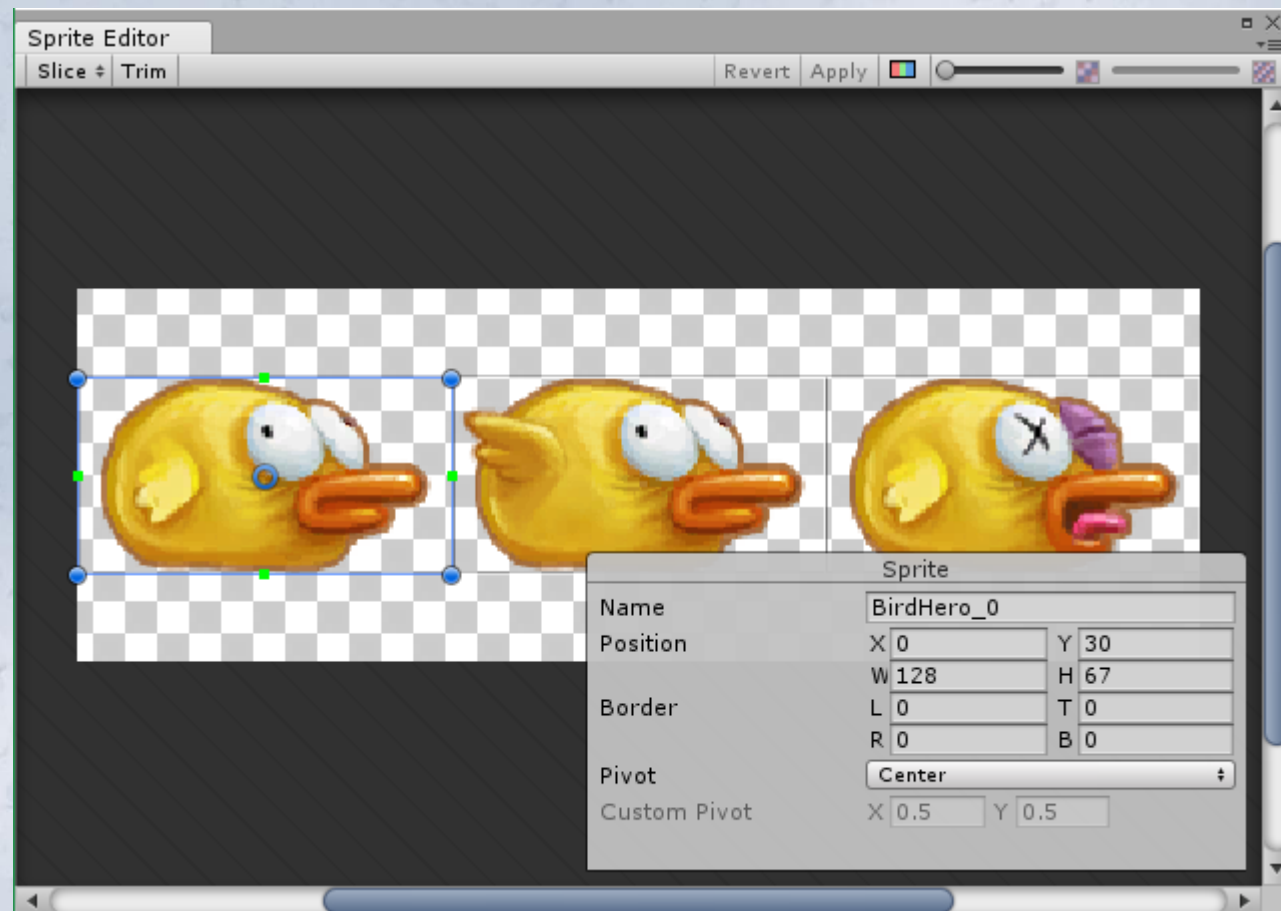 Sprite Editor
Slice Trim Revert Apply
Sprite
Name BirdHero_0
Position X 0 Y 30
W 128 H 67
Border L 0 T 0
R 0 B 0
Pivot Center
Custom Pivot X 0.5 Y 0.5